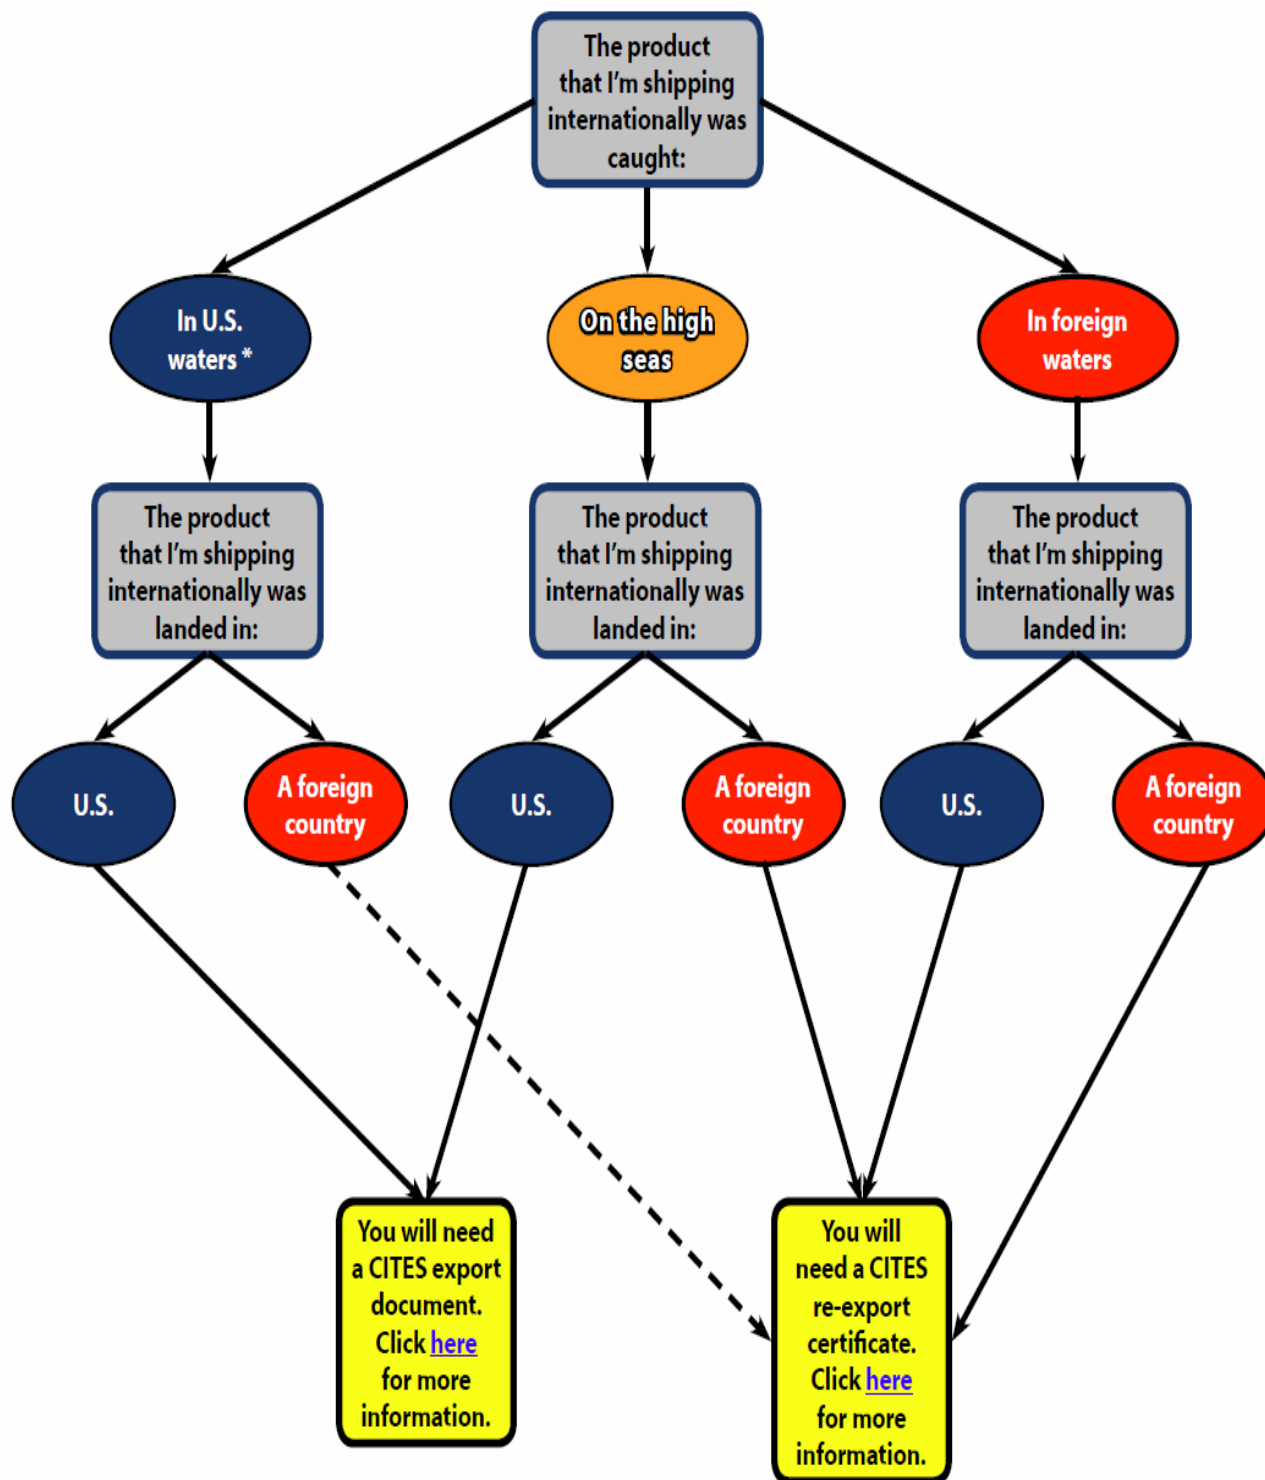 The product
that I'm shipping
internationally was
caught:
In U.S.
waters *
On the high
seas
In foreign
waters
The product
that I'm shipping
internationally was
landed in:
The product
that I'm shipping
internationally was
landed in:
The product
that I'm shipping
internationally was
landed in:
U.S.
A foreign
country
U.S.
A foreign
country
U.S.
A foreign
country
You will need
a CITES export
document.
Click here
for more
information.
You will
need a CITES
re-export
certificate.
Click here
for more
information.